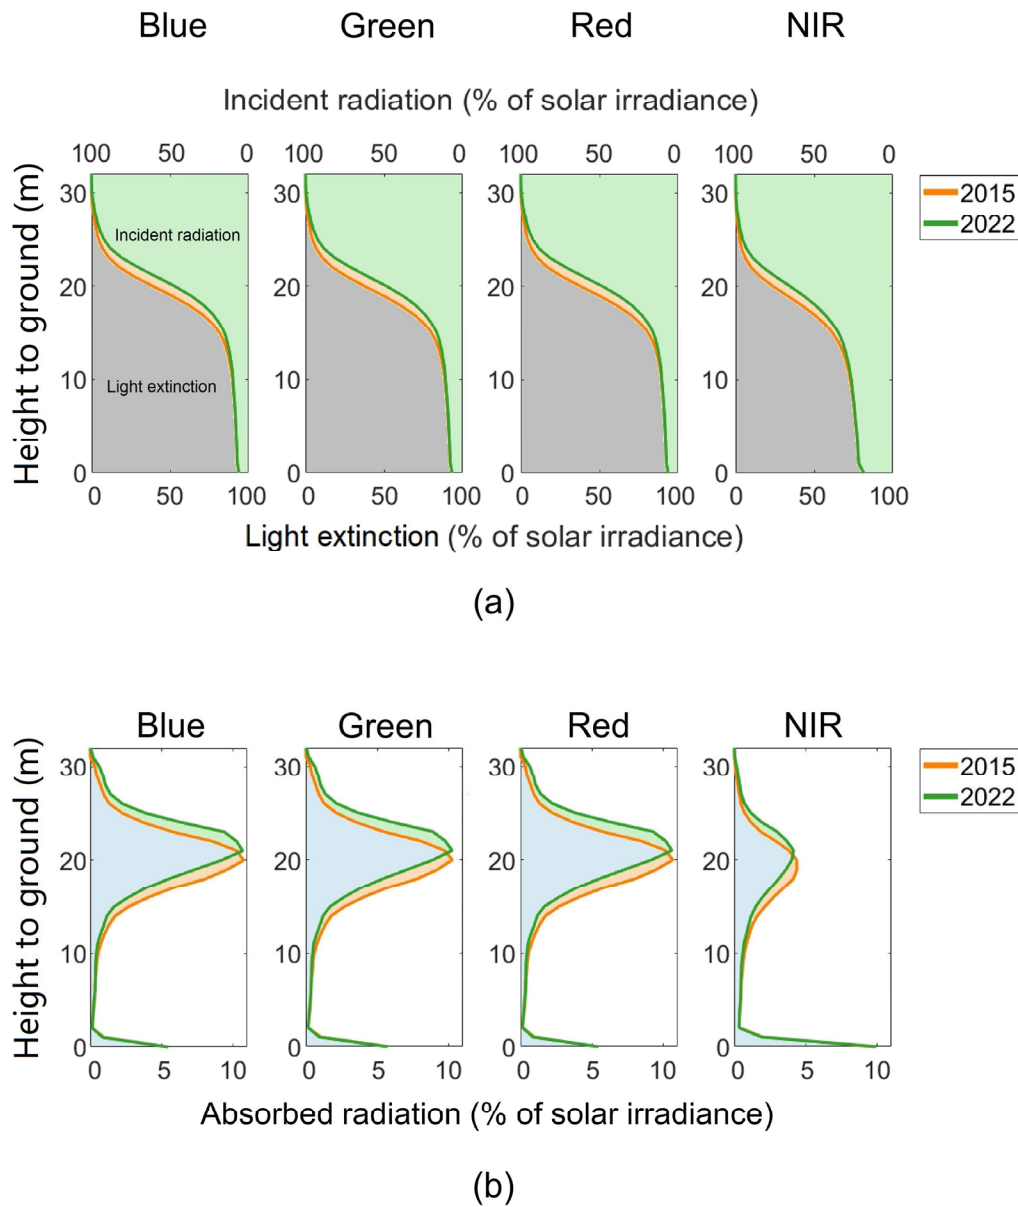 Blue Green Red NIR
Incident radiation (% of solar irradiance)
100 50 0 100 50 0 100 50 0 100 50 0
Height to ground (m)
30 30 30 30
20 20 20 20
10 10 10 10
0 0 0 0
Incident radiation
Light extinction
2015
2022
0 50 100 0 50 100 0 50 100 0 50 100
Light extinction (% of solar irradiance)
(a)
Blue Green Red NIR
Height to ground (m)
30 30 30 30
20 20 20 20
10 10 10 10
0 0 0 0
2015
2022
0 5 10 0 5 10 0 5 10 0 5 10
Absorbed radiation (% of solar irradiance)
(b)